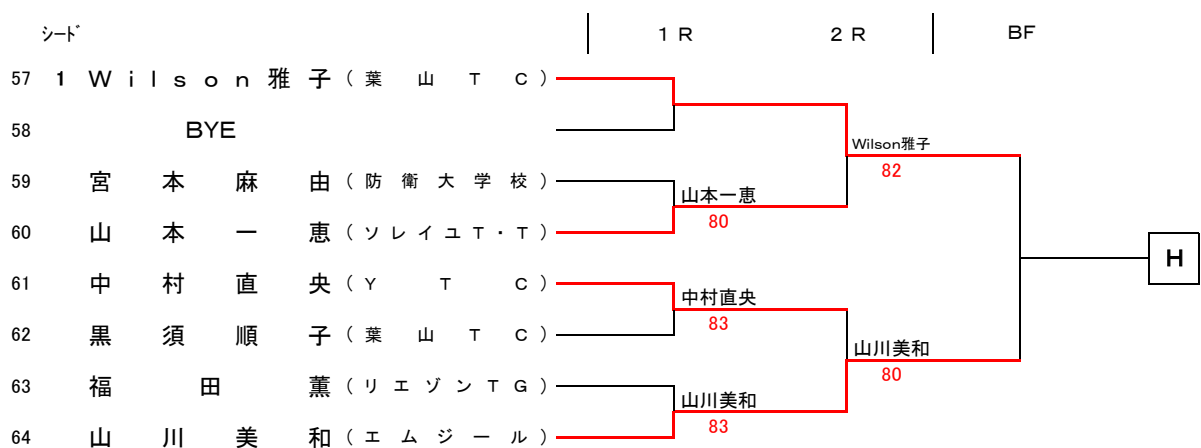 シード 1R 2R BF
57 1 Wilson雅子(葉山TC)
58 BYE
Wilson雅子
82
59 宮本麻由(防衛大学校)
山本一恵
80
60 山本一恵(ソレイユT・T)
H
61 中村直央(YTC)
中村直央
83
62 黒須順子(葉山TC)
山川美和
80
63 福田薫(リエゾンTG)
山川美和
83
64 山川美和(エムジール)